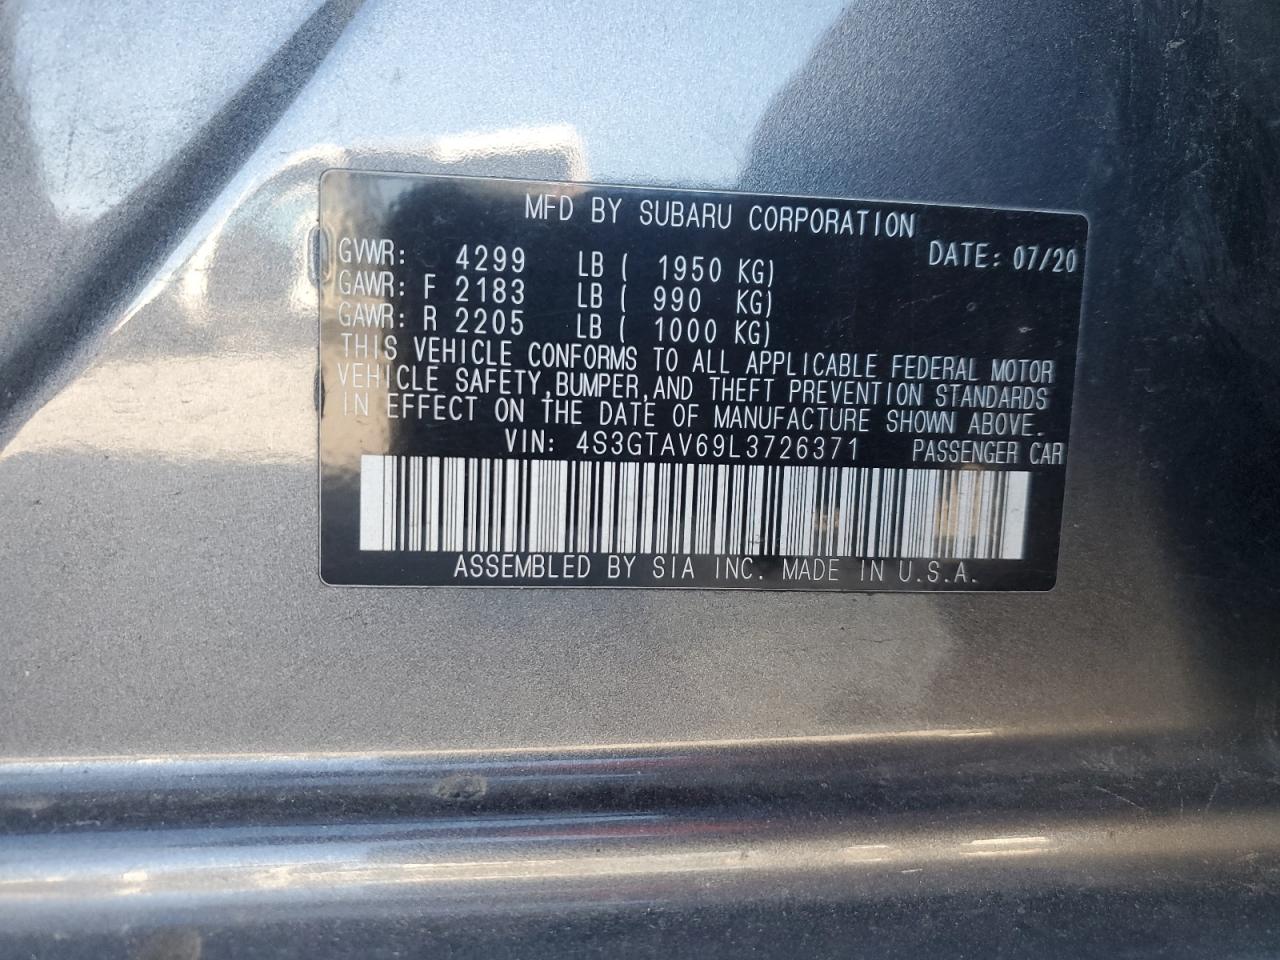 MFD BY SUBARU CORPORATION
DATE: 07/20
GVWR: 4299 LB ( 1950 KG)
GAWR: F 2183 LB ( 990 KG)
GAWR: R 2205 LB ( 1000 KG)
THIS VEHICLE CONFORMS TO ALL APPLICABLE FEDERAL MOTOR
VEHICLE SAFETY,BUMPER,AND THEFT PREVENTION STANDARDS
IN EFFECT ON THE DATE OF MANUFACTURE SHOWN ABOVE.
VIN: 4S3GTAV69L3726371 PASSENGER CAR
ASSEMBLED BY SIA INC. MADE IN U.S.A.